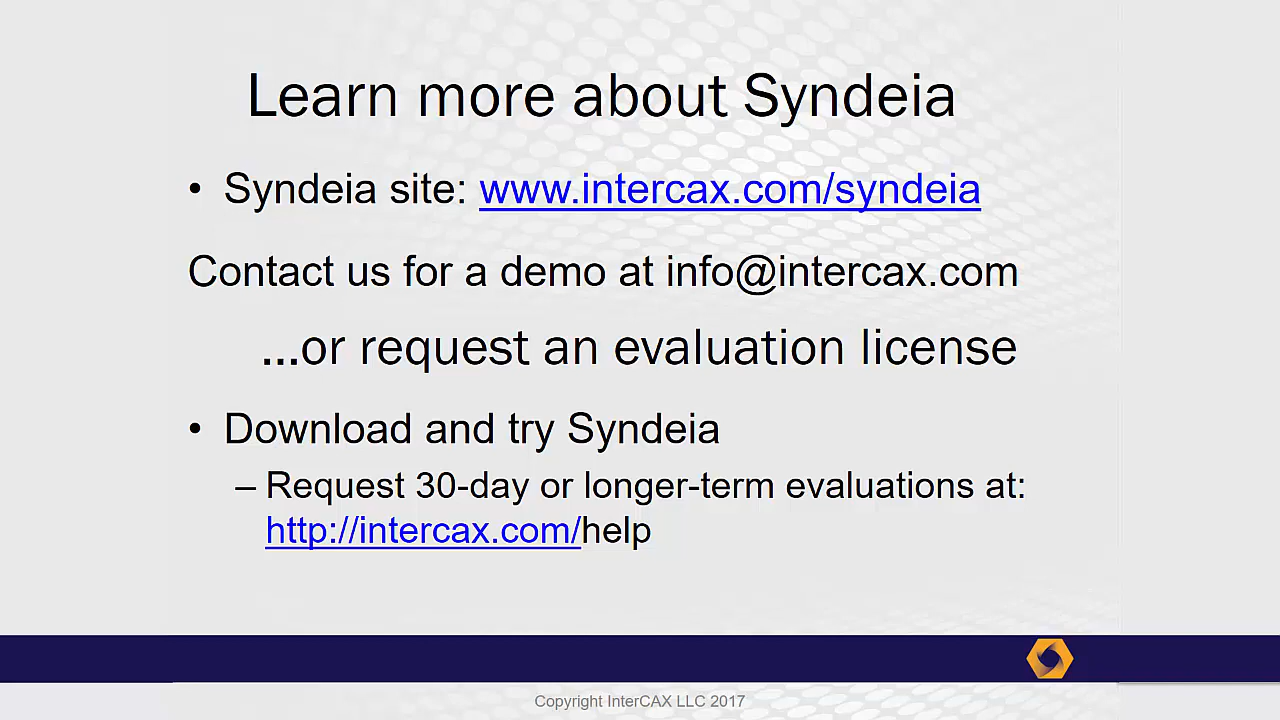 Learn more about Syndeia
• Syndeia site: www.intercax.com/syndeia
Contact us for a demo at info@intercax.com
...or request an evaluation license
• Download and try Syndeia
– Request 30-day or longer-term evaluations at:
http://intercax.com/help
Copyright InterCAX LLC 2017